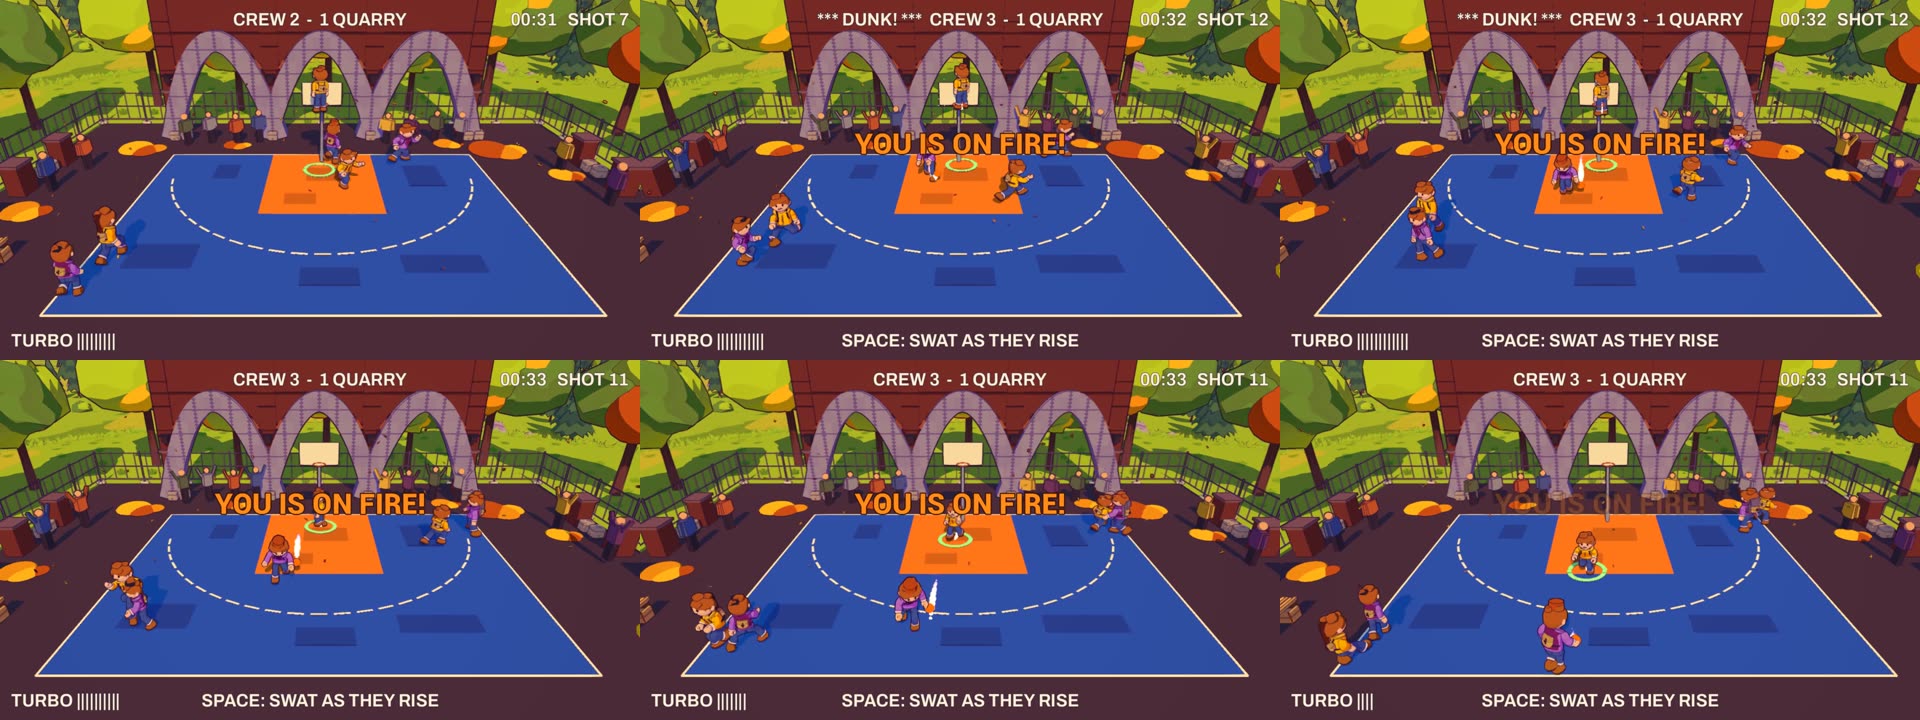 CREW 2 - 1 QUARRY
00:31 SHOT 7
TURBO |||||||||
*** DUNK! *** CREW 3 - 1 QUARRY
00:32 SHOT 12
YOU IS ON FIRE!
TURBO |||||||||||
SPACE: SWAT AS THEY RISE
*** DUNK! *** CREW 3 - 1 QUARRY
00:32 SHOT 12
YOU IS ON FIRE!
TURBO ||||||||||||
SPACE: SWAT AS THEY RISE
CREW 3 - 1 QUARRY
00:33 SHOT 11
YOU IS ON FIRE!
TURBO ||||||||||
SPACE: SWAT AS THEY RISE
CREW 3 - 1 QUARRY
00:33 SHOT 11
YOU IS ON FIRE!
TURBO |||||||
SPACE: SWAT AS THEY RISE
CREW 3 - 1 QUARRY
00:33 SHOT 11
YOU IS ON FIRE!
TURBO ||||
SPACE: SWAT AS THEY RISE